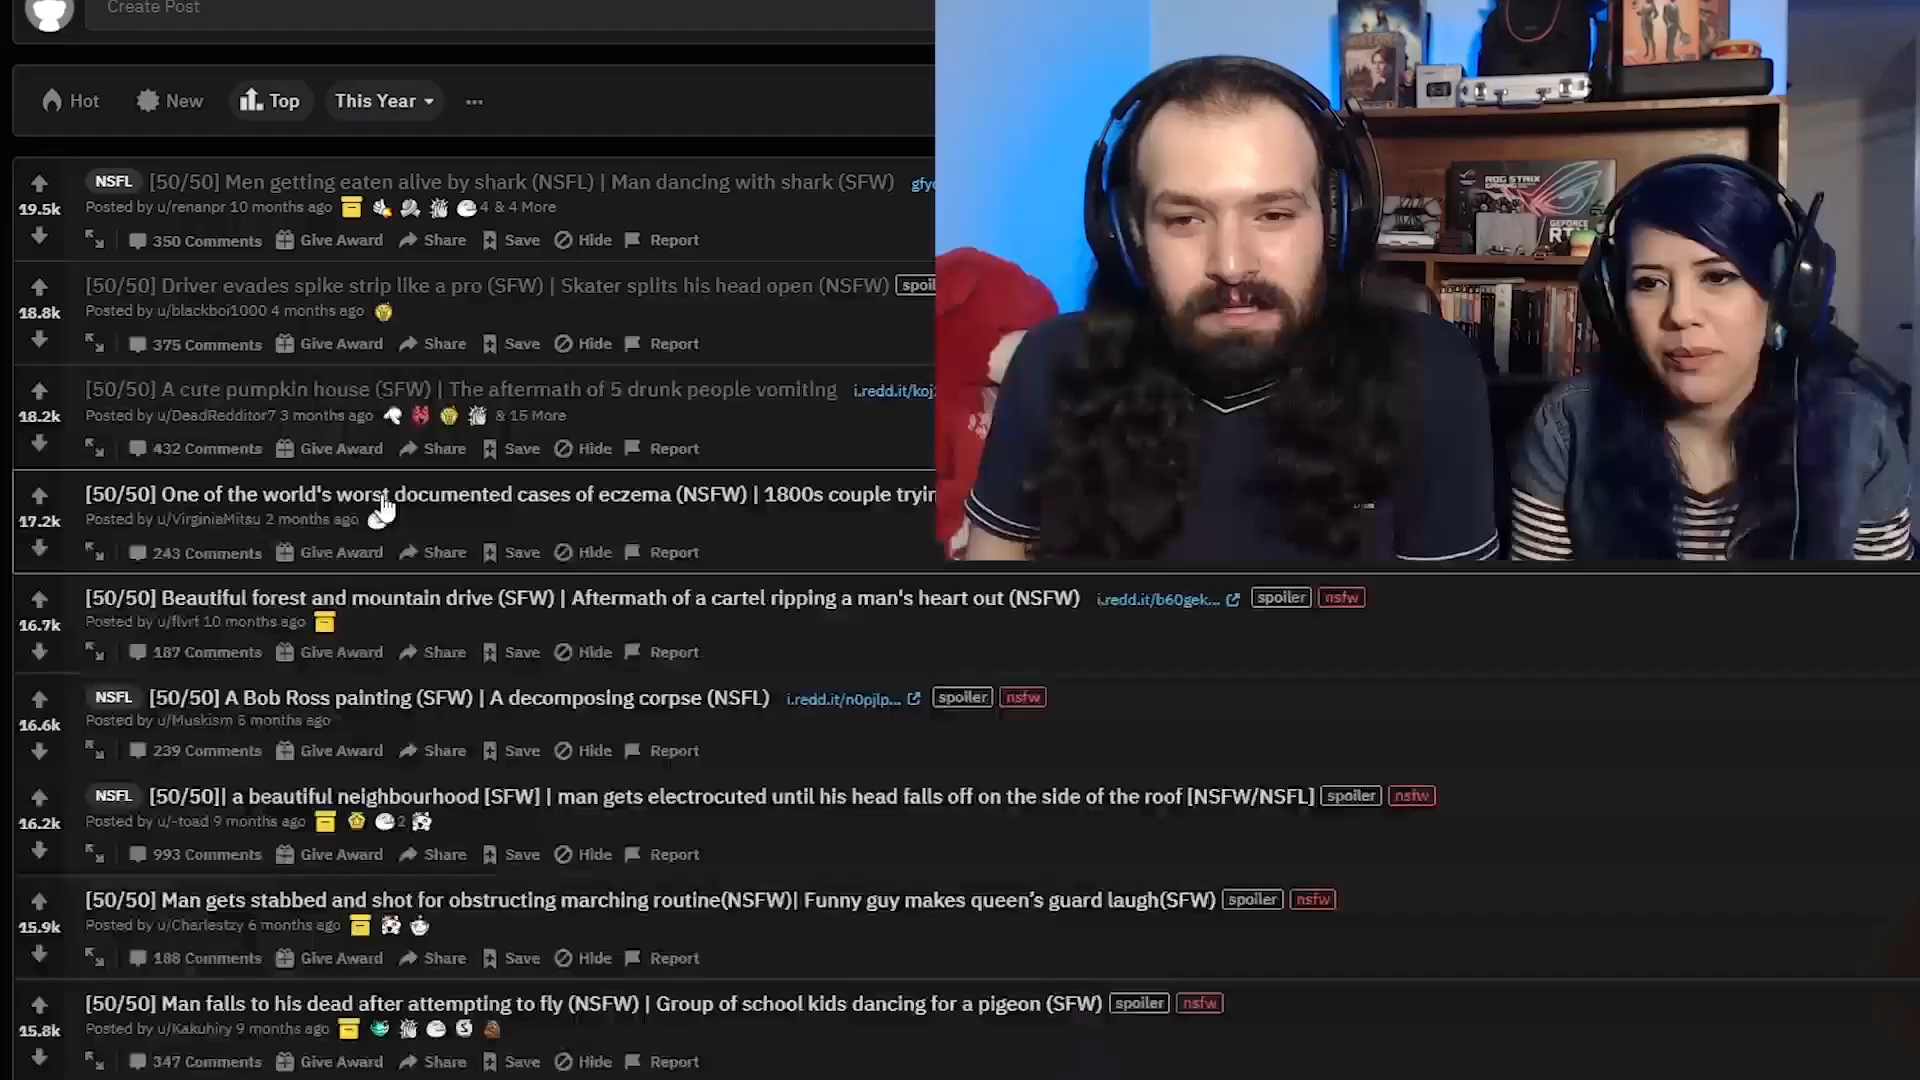 Create Post
Hot New Top This Year
NSFL [50/50] Men getting eaten alive by shark (NSFL) | Man dancing with shark (SFW)
19.5k Posted by u/renanpr 10 months ago 4 & 4 More
350 Comments Give Award Share Save Hide Report
[50/50] Driver evades spike strip like a pro (SFW) | Skater splits his head open (NSFW)
18.8k Posted by u/blackboi1000 4 months ago
375 Comments Give Award Share Save Hide Report
[50/50] A cute pumpkin house (SFW) | The aftermath of 5 drunk people vomiting
18.2k Posted by u/DeadRedditor7 3 months ago & 15 More
432 Comments Give Award Share Save Hide Report
[50/50] One of the world's worst documented cases of eczema (NSFW) | 1800s couple
17.2k Posted by u/VirginiaMitsu 2 months ago
243 Comments Give Award Share Save Hide Report
[50/50] Beautiful forest and mountain drive (SFW) | Aftermath of a cartel ripping a man's heart out (NSFW) i.redd.it/b60gek... spoiler nsfw
16.7k Posted by u/flvrf 10 months ago
187 Comments Give Award Share Save Hide Report
NSFL [50/50] A Bob Ross painting (SFW) | A decomposing corpse (NSFL) i.redd.it/n0pjlp... spoiler nsfw
16.6k Posted by u/Muskism 5 months ago
239 Comments Give Award Share Save Hide Report
NSFL [50/50]| a beautiful neighbourhood [SFW] | man gets electrocuted until his head falls off on the side of the roof [NSFW/NSFL] spoiler nsfw
16.2k Posted by u/-toad 9 months ago 2
993 Comments Give Award Share Save Hide Report
[50/50] Man gets stabbed and shot for obstructing marching routine(NSFW)| Funny guy makes queen's guard laugh(SFW) spoiler nsfw
15.9k Posted by u/Charlestzy 6 months ago
188 Comments Give Award Share Save Hide Report
[50/50] Man falls to his dead after attempting to fly (NSFW) | Group of school kids dancing for a pigeon (SFW) spoiler nsfw
15.8k Posted by u/Kakuhiry 9 months ago
347 Comments Give Award Share Save Hide Report
ROG STRIX
GEFORCE